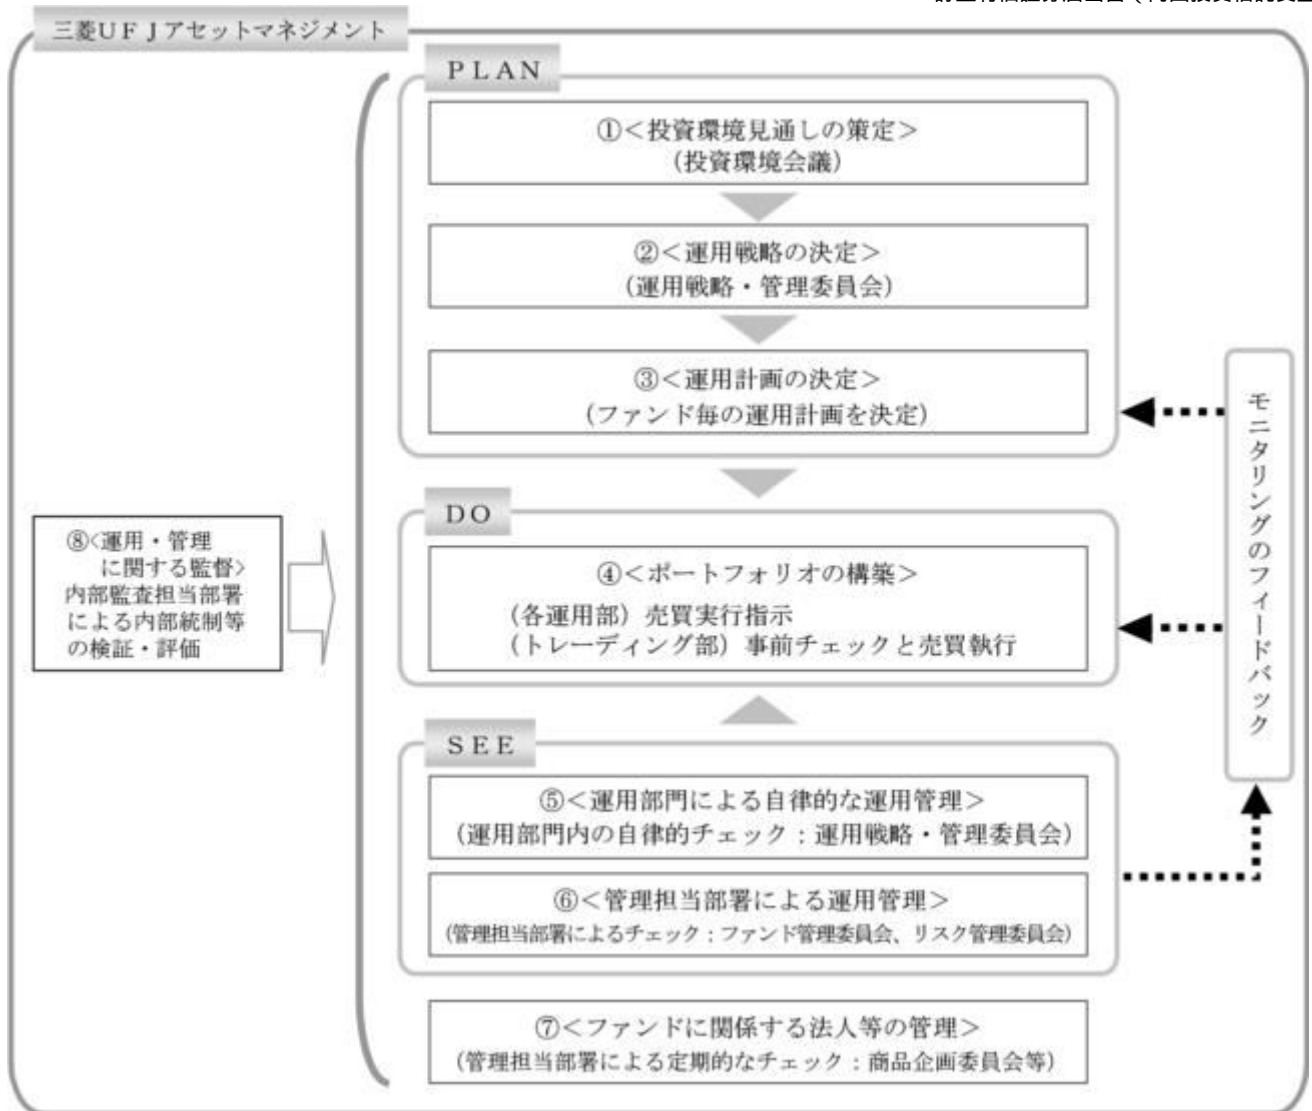 三菱UFJアセットマネジメント
PLAN
①<投資環境見通しの策定>
(投資環境会議)
②<運用戦略の決定>
(運用戦略・管理委員会)
③<運用計画の決定>
(ファンド毎の運用計画を決定)
DO
④<ポートフォリオの構築>
(各運用部)売買実行指示
(トレーディング部)事前チェックと売買執行
SEE
⑤<運用部門による自律的な運用管理>
(運用部門内の自律的チェック:運用戦略・管理委員会)
⑥<管理担当部署による運用管理>
(管理担当部署によるチェック:ファンド管理委員会、リスク管理委員会)
⑦<ファンドに関係する法人等の管理>
(管理担当部署による定期的なチェック:商品企画委員会等)
⑧<運用・管理
に関する監督>
内部監査担当部署
による内部統制等
の検証・評価
モニタリングのフィードバック